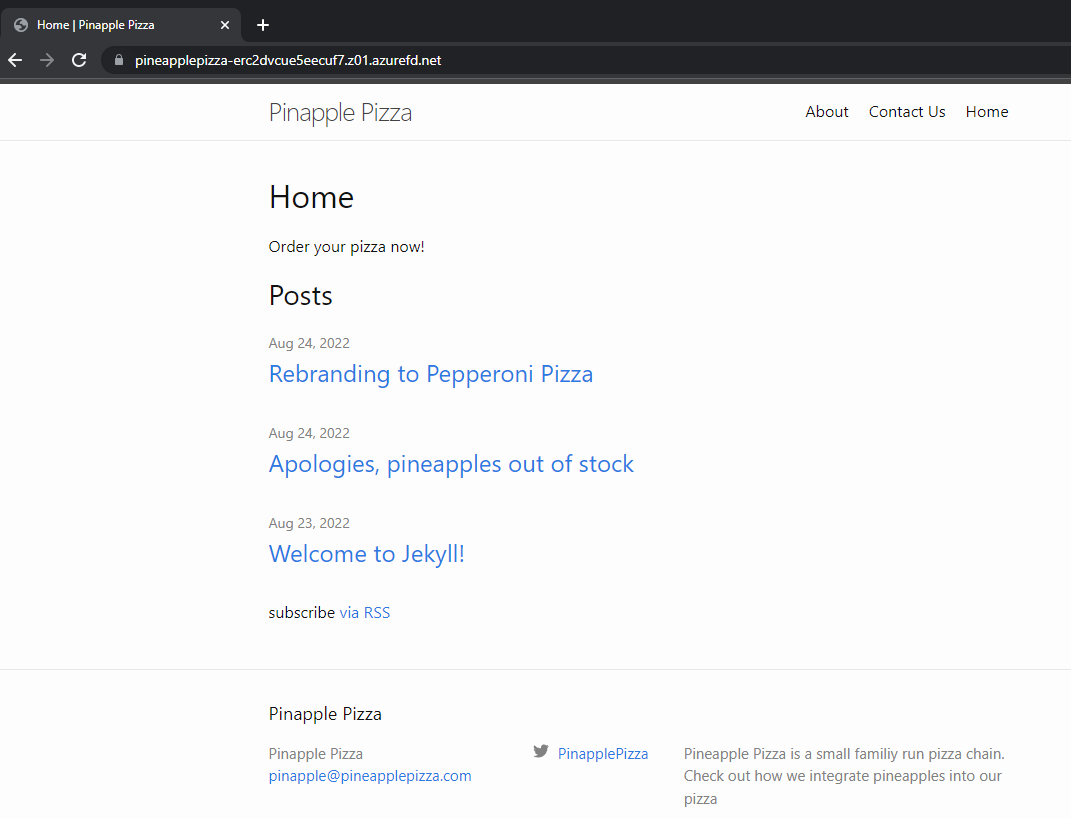 Home | Pinapple Pizza
pineapplepizza-erc2dvcue5eecuf7.z01.azurefd.net
Pinapple Pizza
About Contact Us Home
Home
Order your pizza now!
Posts
Aug 24, 2022
Rebranding to Pepperoni Pizza
Aug 24, 2022
Apologies, pineapples out of stock
Aug 23, 2022
Welcome to Jekyll!
subscribe via RSS
Pinapple Pizza
Pinapple Pizza
pinapple@pineapplepizza.com
PinapplePizza
Pineapple Pizza is a small familiy run pizza chain.
Check out how we integrate pineapples into our
pizza